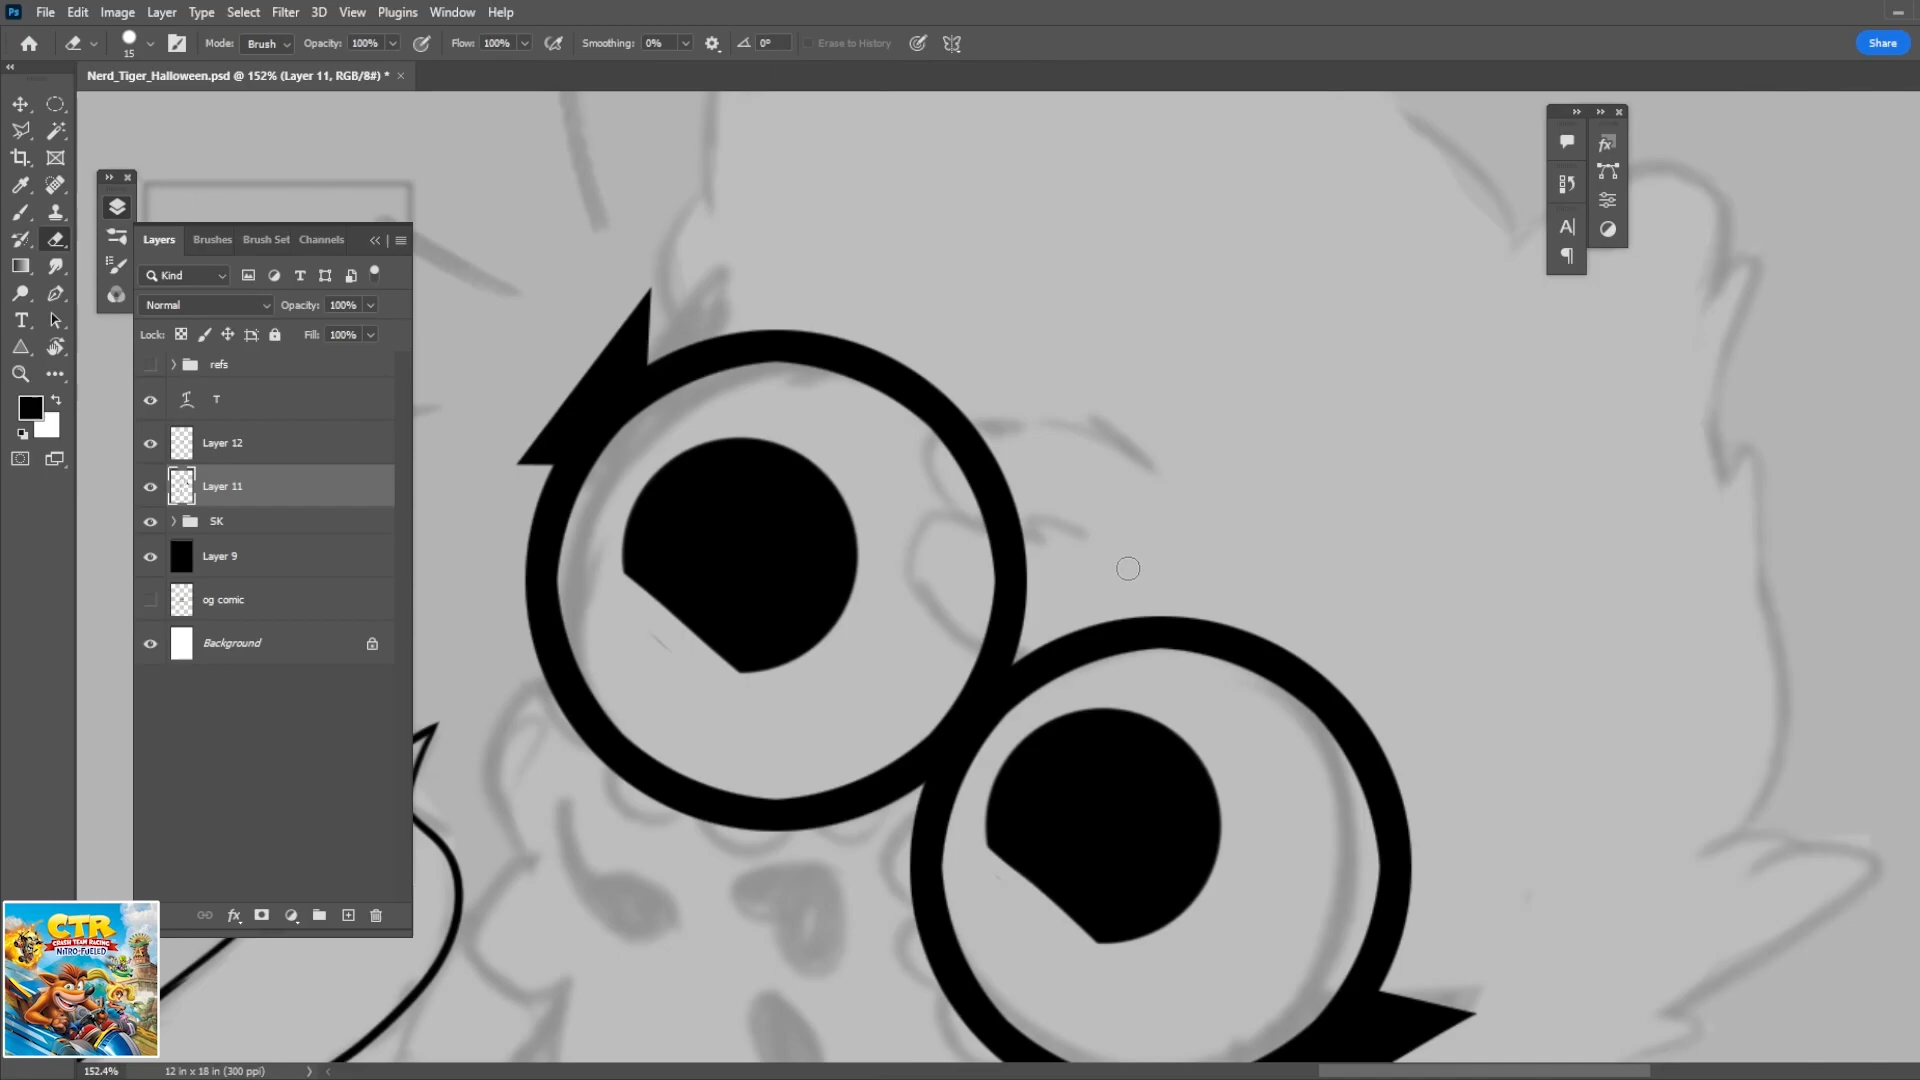 Ps File Edit Image Layer Type Select Filter 3D View Plugins Window Help
15 Mode: Brush Opacity: 100% Flow: 100% Smoothing: 0% 0° Erase to History Share
Nerd_Tiger_Halloween.psd @ 152% (Layer 11, RGB/8#) * ×
Layers Brushes Brush Set Channels
Kind
Normal Opacity: 100%
Lock: Fill: 100%
refs
T
Layer 12
Layer 11
SK
Layer 9
og comic
Background
CTR
CRASH TEAM RACING
NITRO-FUELED
152.4% 12 in x 18 in (300 ppi)